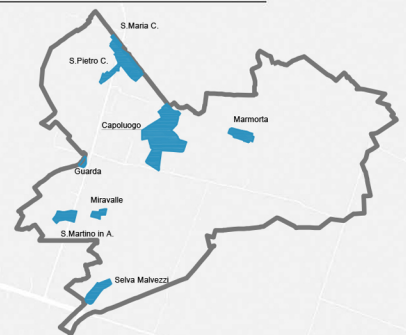 S.Maria C.
S.Pietro C.
Capoluogo
Marmorta
Guarda
Miravalle
S.Martino in A.
Selva Malvezzi